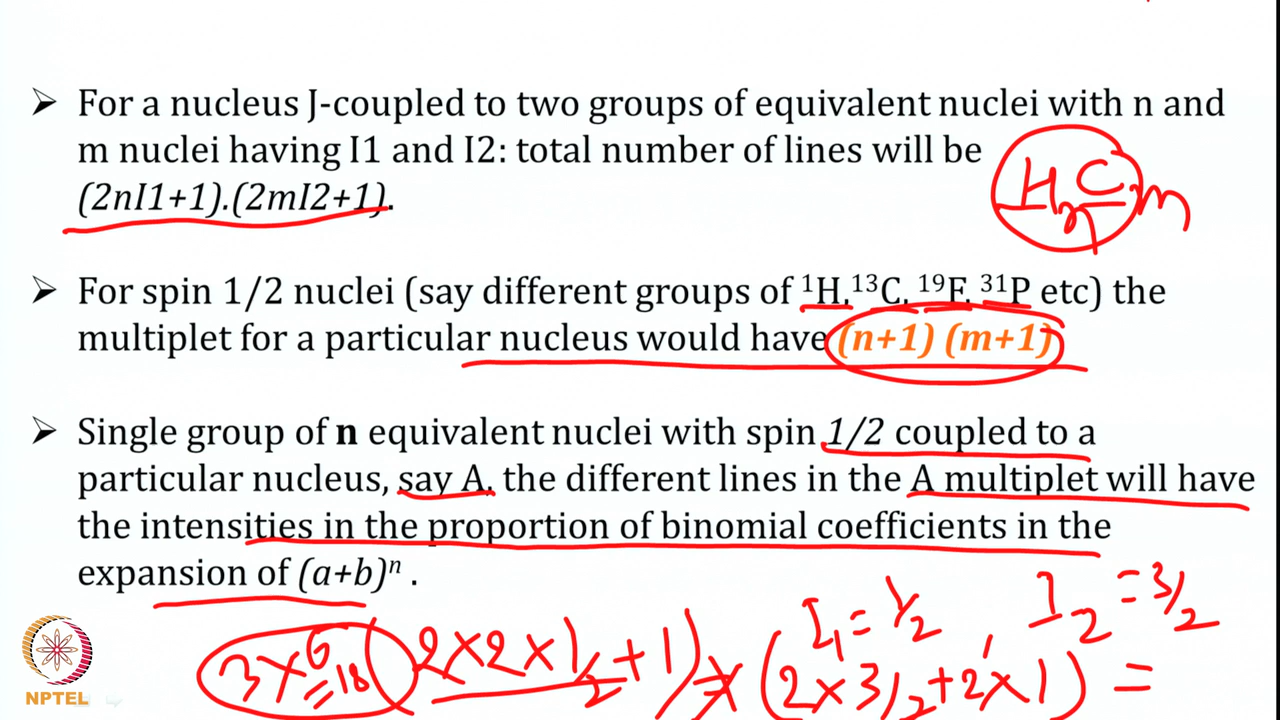 ➢ For a nucleus J-coupled to two groups of equivalent nuclei with n and
m nuclei having I1 and I2: total number of lines will be
(2nI1+1).(2mI2+1).
H C
n m
➢ For spin 1/2 nuclei (say different groups of ¹H, ¹³C, ¹⁹F, ³¹P etc) the
multiplet for a particular nucleus would have (n+1) (m+1)
➢ Single group of n equivalent nuclei with spin 1/2 coupled to a
particular nucleus, say A, the different lines in the A multiplet will have
the intensities in the proportion of binomial coefficients in the
expansion of (a+b)ⁿ .
I₁ = 1/2 , I₂ = 3/2
3 × 6 = 18 (2×2×1/2+1) × (2×3/2+2×1) =
NPTEL